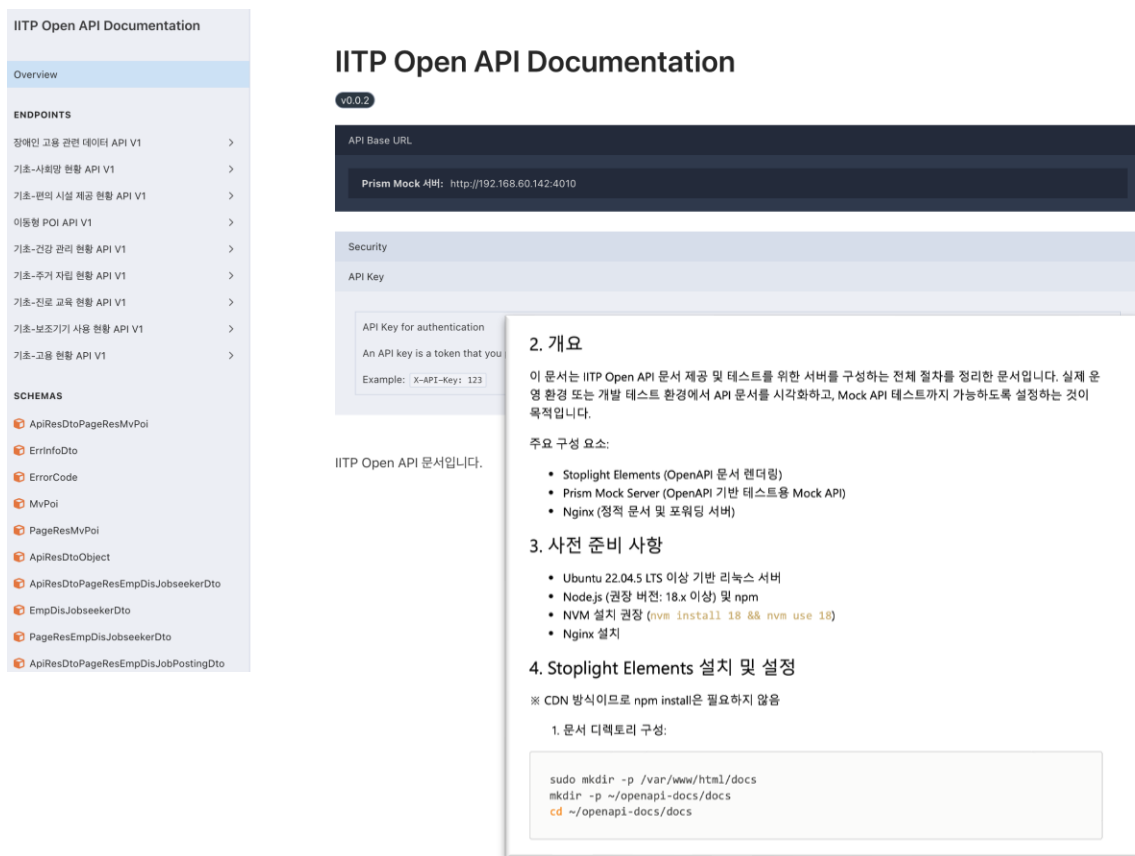 IITP Open API Documentation
Overview
ENDPOINTS
장애인 고용 관련 데이터 API V1
기초-사회망 현황 API V1
기초-편의 시설 제공 현황 API V1
이동형 POI API V1
기초-건강 관리 현황 API V1
기초-주거 자립 현황 API V1
기초-진로 교육 현황 API V1
기초-보조기기 사용 현황 API V1
기초-고용 현황 API V1
SCHEMAS
ApiResDtoPageResMvPoi
ErrInfoDto
ErrorCode
MvPoi
PageResMvPoi
ApiResDtoObject
ApiResDtoPageResEmpDisJobseekerDto
EmpDisJobseekerDto
PageResEmpDisJobseekerDto
ApiResDtoPageResEmpDisJobPostingDto
IITP Open API Documentation
v0.0.2
API Base URL
Prism Mock 서버: http://192.168.60.142:4010
Security
API Key
API Key for authentication
An API key is a token that you
Example: X-API-Key: 123
IITP Open API 문서입니다.
2. 개요
이 문서는 IITP Open API 문서 제공 및 테스트를 위한 서버를 구성하는 전체 절차를 정리한 문서입니다. 실제 운
영 환경 또는 개발 테스트 환경에서 API 문서를 시각화하고, Mock API 테스트까지 가능하도록 설정하는 것이
목적입니다.
주요 구성 요소:
• Stoplight Elements (OpenAPI 문서 렌더링)
• Prism Mock Server (OpenAPI 기반 테스트용 Mock API)
• Nginx (정적 문서 및 포워딩 서버)
3. 사전 준비 사항
• Ubuntu 22.04.5 LTS 이상 기반 리눅스 서버
• Node.js (권장 버전: 18.x 이상) 및 npm
• NVM 설치 권장 (nvm install 18 && nvm use 18)
• Nginx 설치
4. Stoplight Elements 설치 및 설정
※ CDN 방식이므로 npm install은 필요하지 않음
1. 문서 디렉토리 구성:
sudo mkdir -p /var/www/html/docs
mkdir -p ~/openapi-docs/docs
cd ~/openapi-docs/docs